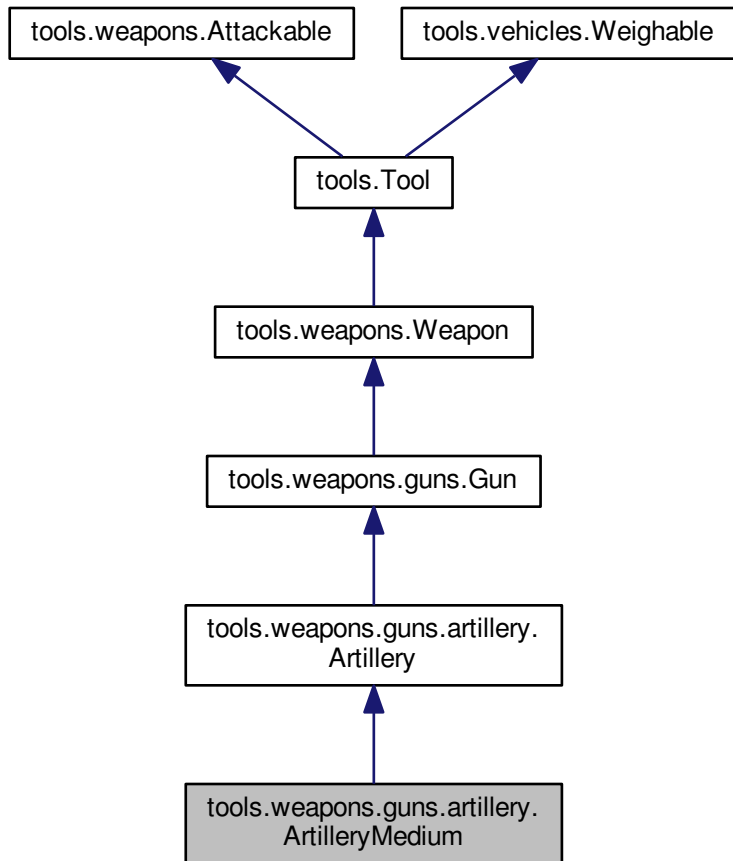 tools.weapons.Attackable
tools.vehicles.Weighable
tools.Tool
tools.weapons.Weapon
tools.weapons.guns.Gun
tools.weapons.guns.artillery.
Artillery
tools.weapons.guns.artillery.
ArtilleryMedium